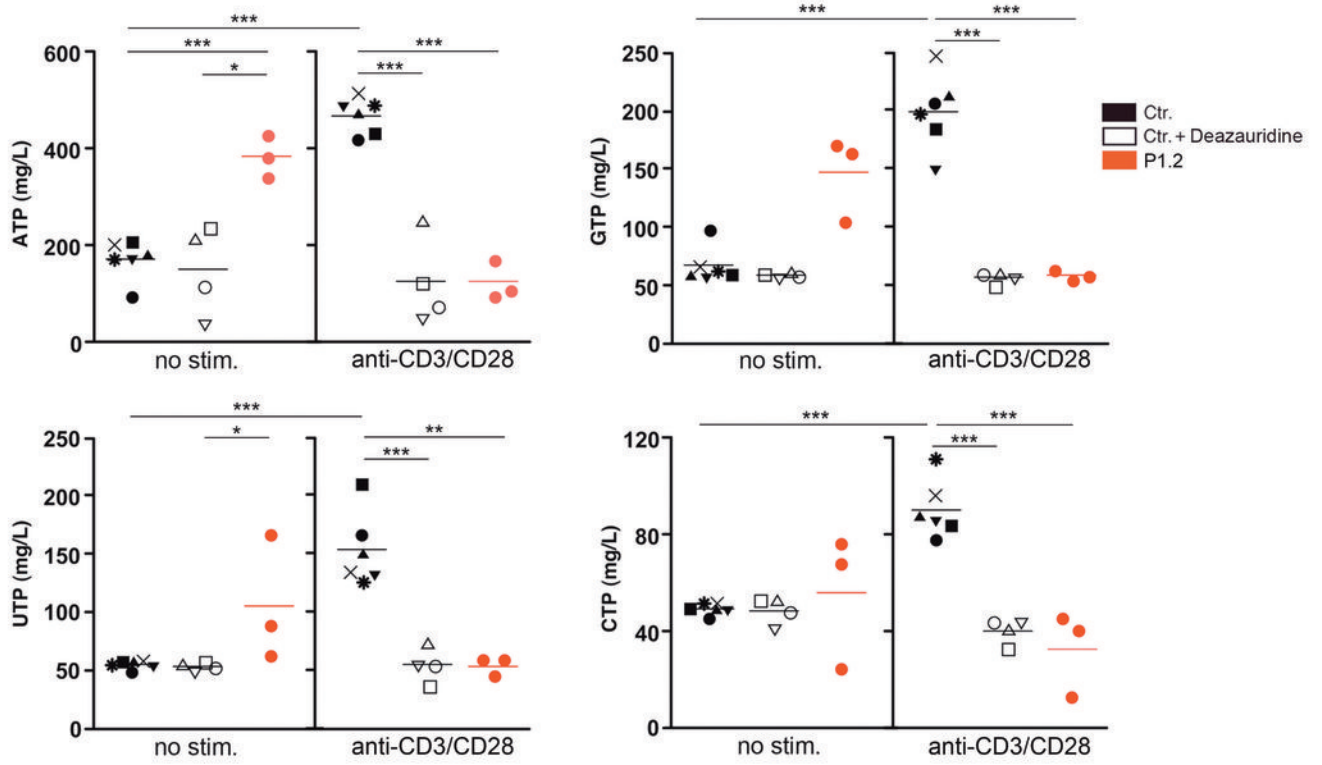 ***
***
*
***
***
600
400
200
0
ATP (mg/L)
no stim.
anti-CD3/CD28
***
***
***
250
200
150
100
50
0
GTP (mg/L)
no stim.
anti-CD3/CD28
Ctr.
Ctr. + Deazauridine
P1.2
***
*
**
***
250
200
150
100
50
0
UTP (mg/L)
no stim.
anti-CD3/CD28
***
***
***
120
80
40
0
CTP (mg/L)
no stim.
anti-CD3/CD28